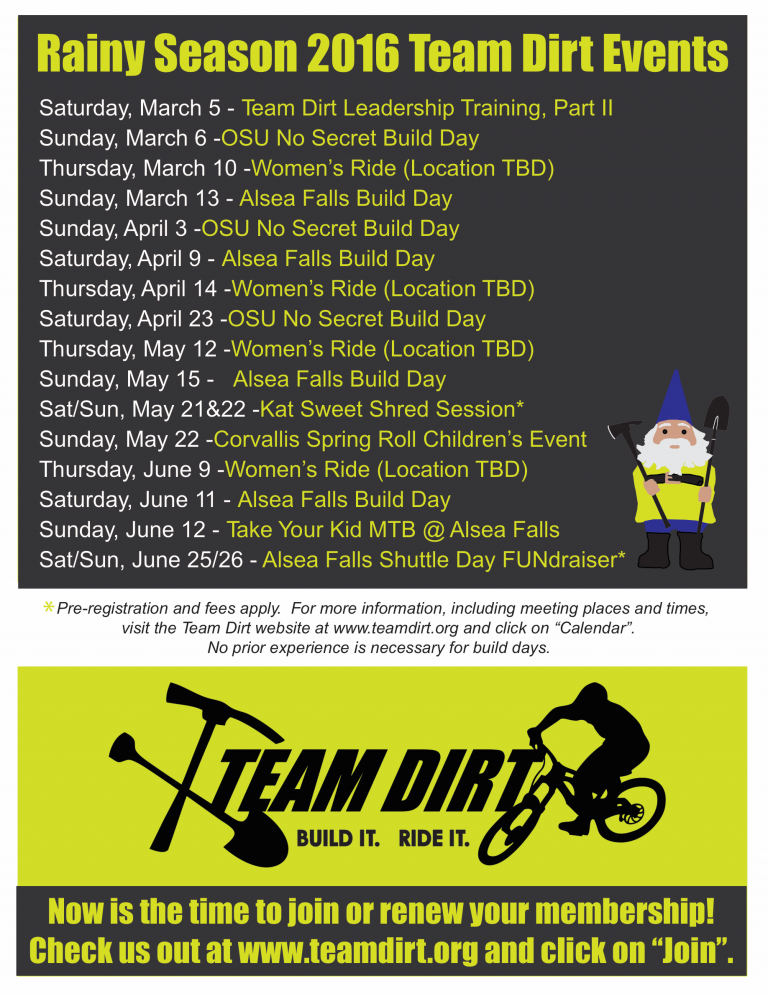 Rainy Season 2016 Team Dirt Events
Saturday, March 5 - Team Dirt Leadership Training, Part II
Sunday, March 6 -OSU No Secret Build Day
Thursday, March 10 -Women’s Ride (Location TBD)
Sunday, March 13 - Alsea Falls Build Day
Sunday, April 3 -OSU No Secret Build Day
Saturday, April 9 - Alsea Falls Build Day
Thursday, April 14 -Women’s Ride (Location TBD)
Saturday, April 23 -OSU No Secret Build Day
Thursday, May 12 -Women’s Ride (Location TBD)
Sunday, May 15 -   Alsea Falls Build Day
Sat/Sun, May 21&22 -Kat Sweet Shred Session*
Sunday, May 22 -Corvallis Spring Roll Children’s Event
Thursday, June 9 -Women’s Ride (Location TBD)
Saturday, June 11 - Alsea Falls Build Day
Sunday, June 12 - Take Your Kid MTB @ Alsea Falls
Sat/Sun, June 25/26 - Alsea Falls Shuttle Day FUNdraiser*
*Pre-registration and fees apply.  For more information, including meeting places and times,
visit the Team Dirt website at www.teamdirt.org and click on “Calendar”.
No prior experience is necessary for build days.
TEAM DIRT
BUILD IT.   RIDE IT.
Now is the time to join or renew your membership!
Check us out at www.teamdirt.org and click on “Join”.